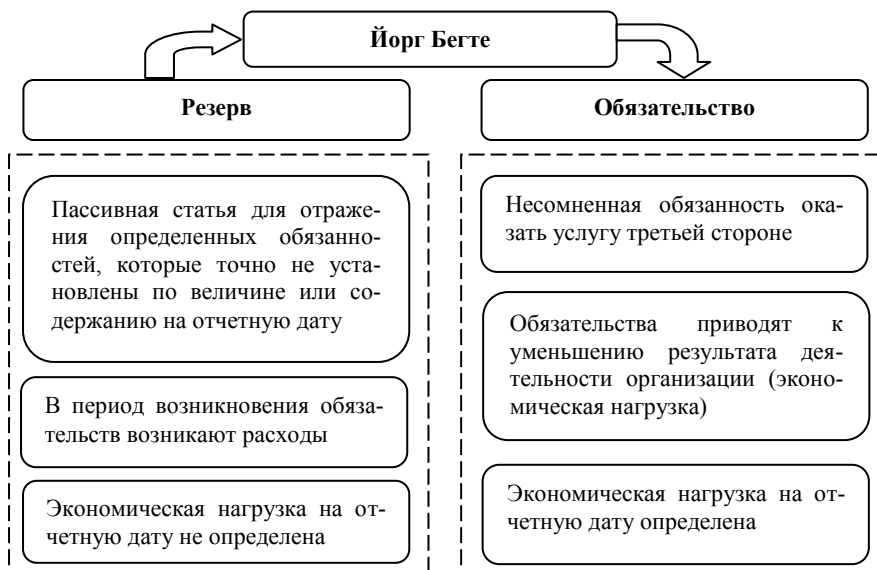 Йорг Бегте
Резерв
Обязательство
Пассивная статья для отраже-
ния определенных обязанно-
стей, которые точно не уста-
новлены по величине или со-
держанию на отчетную дату
В период возникновения обяза-
тельств возникают расходы
Экономическая нагрузка на от-
четную дату не определена
Несомненная обязанность ока-
зать услугу третьей стороне
Обязательства приводят к
уменьшению результата дея-
тельности организации (эконо-
мическая нагрузка)
Экономическая нагрузка на от-
четную дату определена